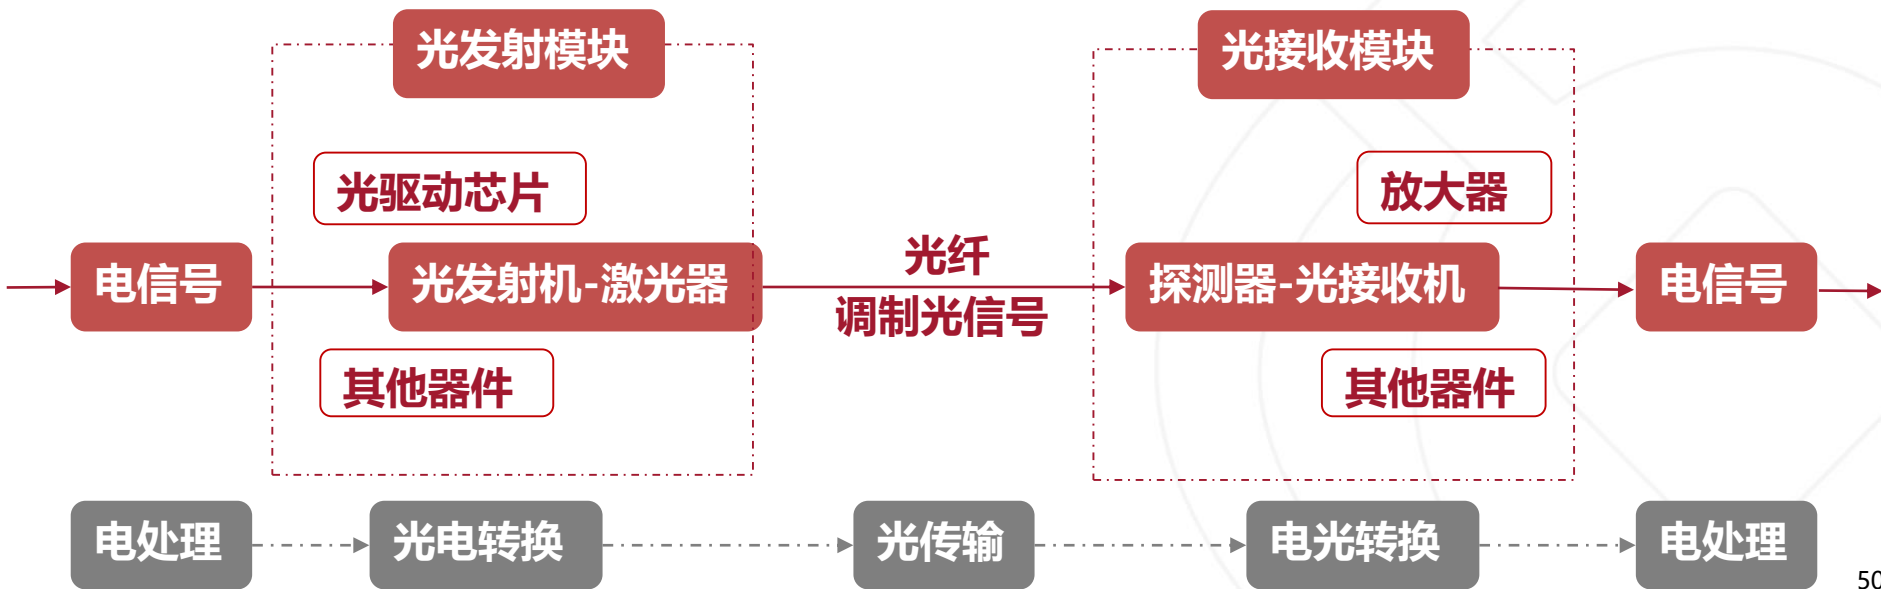 光发射模块
光接收模块
光驱动芯片
放大器
电信号
光发射机-激光器
光纤
调制光信号
探测器-光接收机
电信号
其他器件
其他器件
电处理
光电转换
光传输
电光转换
电处理
50